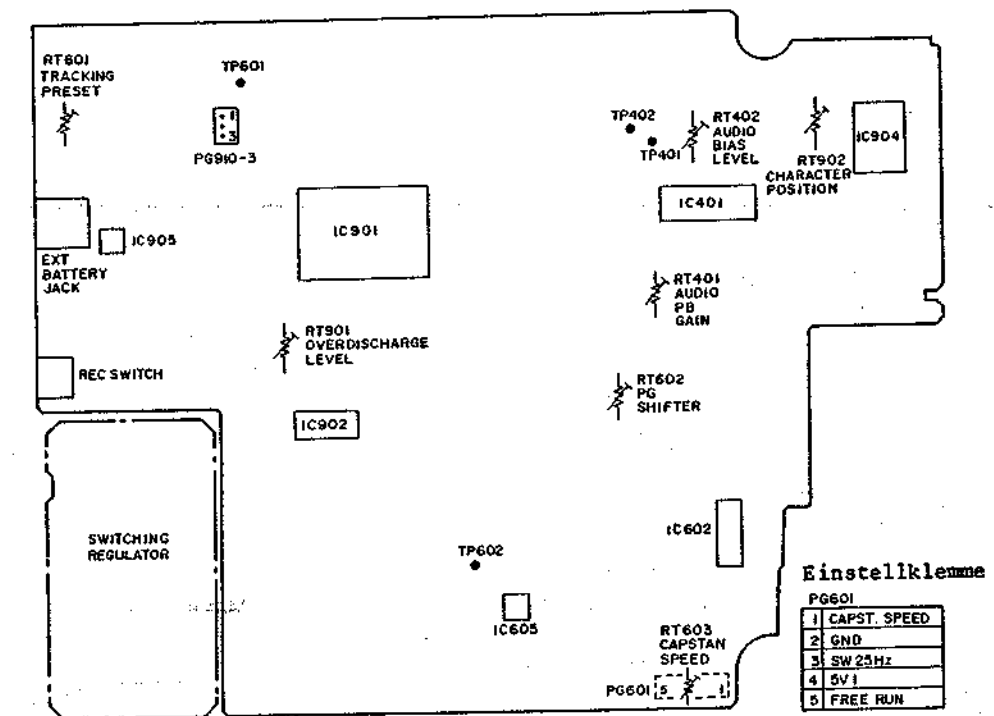 RT601
TRACKING
PRESET
TP601
1
3
PG910-3
TP402
TP401
RT402
AUDIO
BIAS
LEVEL
RT902
CHARACTER
POSITION
IC904
IC401
EXT
BATTERY
JACK
IC905
IC901
RT401
AUDIO
PB
GAIN
RT901
OVERDISCHARGE
LEVEL
REC SWITCH
RT602
PG
SHIFTER
IC902
SWITCHING
REGULATOR
TP602
IC602
IC605
RT603
CAPSTAN
SPEED
PG601 5 1
Einstellklemme
PG601
1 CAPST. SPEED
2 GND
3 SW 25Hz
4 5V 1
5 FREE RUN